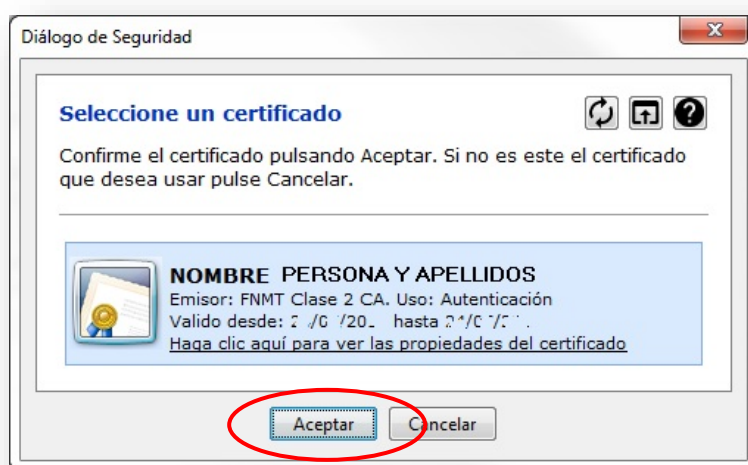 Diálogo de Seguridad
Seleccione un certificado
Confirme el certificado pulsando Aceptar. Si no es este el certificado
que desea usar pulse Cancelar.
NOMBRE PERSONA Y APELLIDOS
Emisor: FNMT Clase 2 CA. Uso: Autenticación
Valido desde: hasta
Haga clic aquí para ver las propiedades del certificado
Aceptar Cancelar